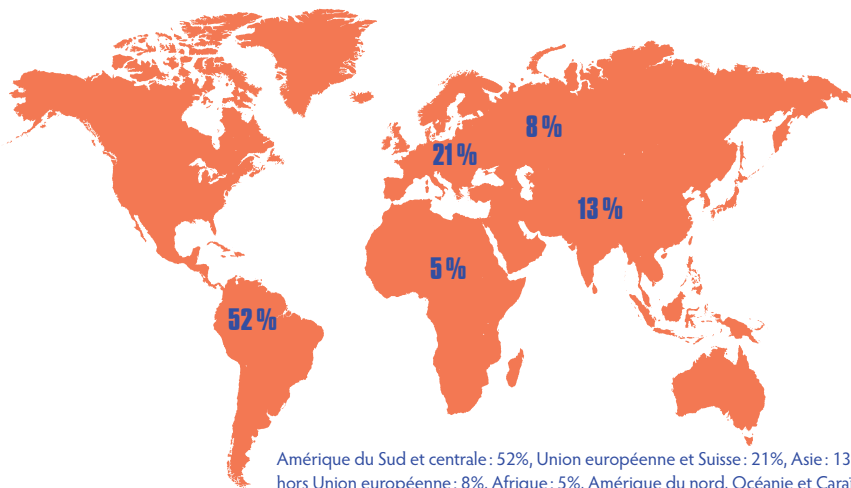 8 %
21 %
13 %
5 %
52 %
Amérique du Sud et centrale : 52%, Union européenne et Suisse : 21%, Asie : 13
hors Union européenne : 8%, Afrique : 5%, Amérique du nord, Océanie et